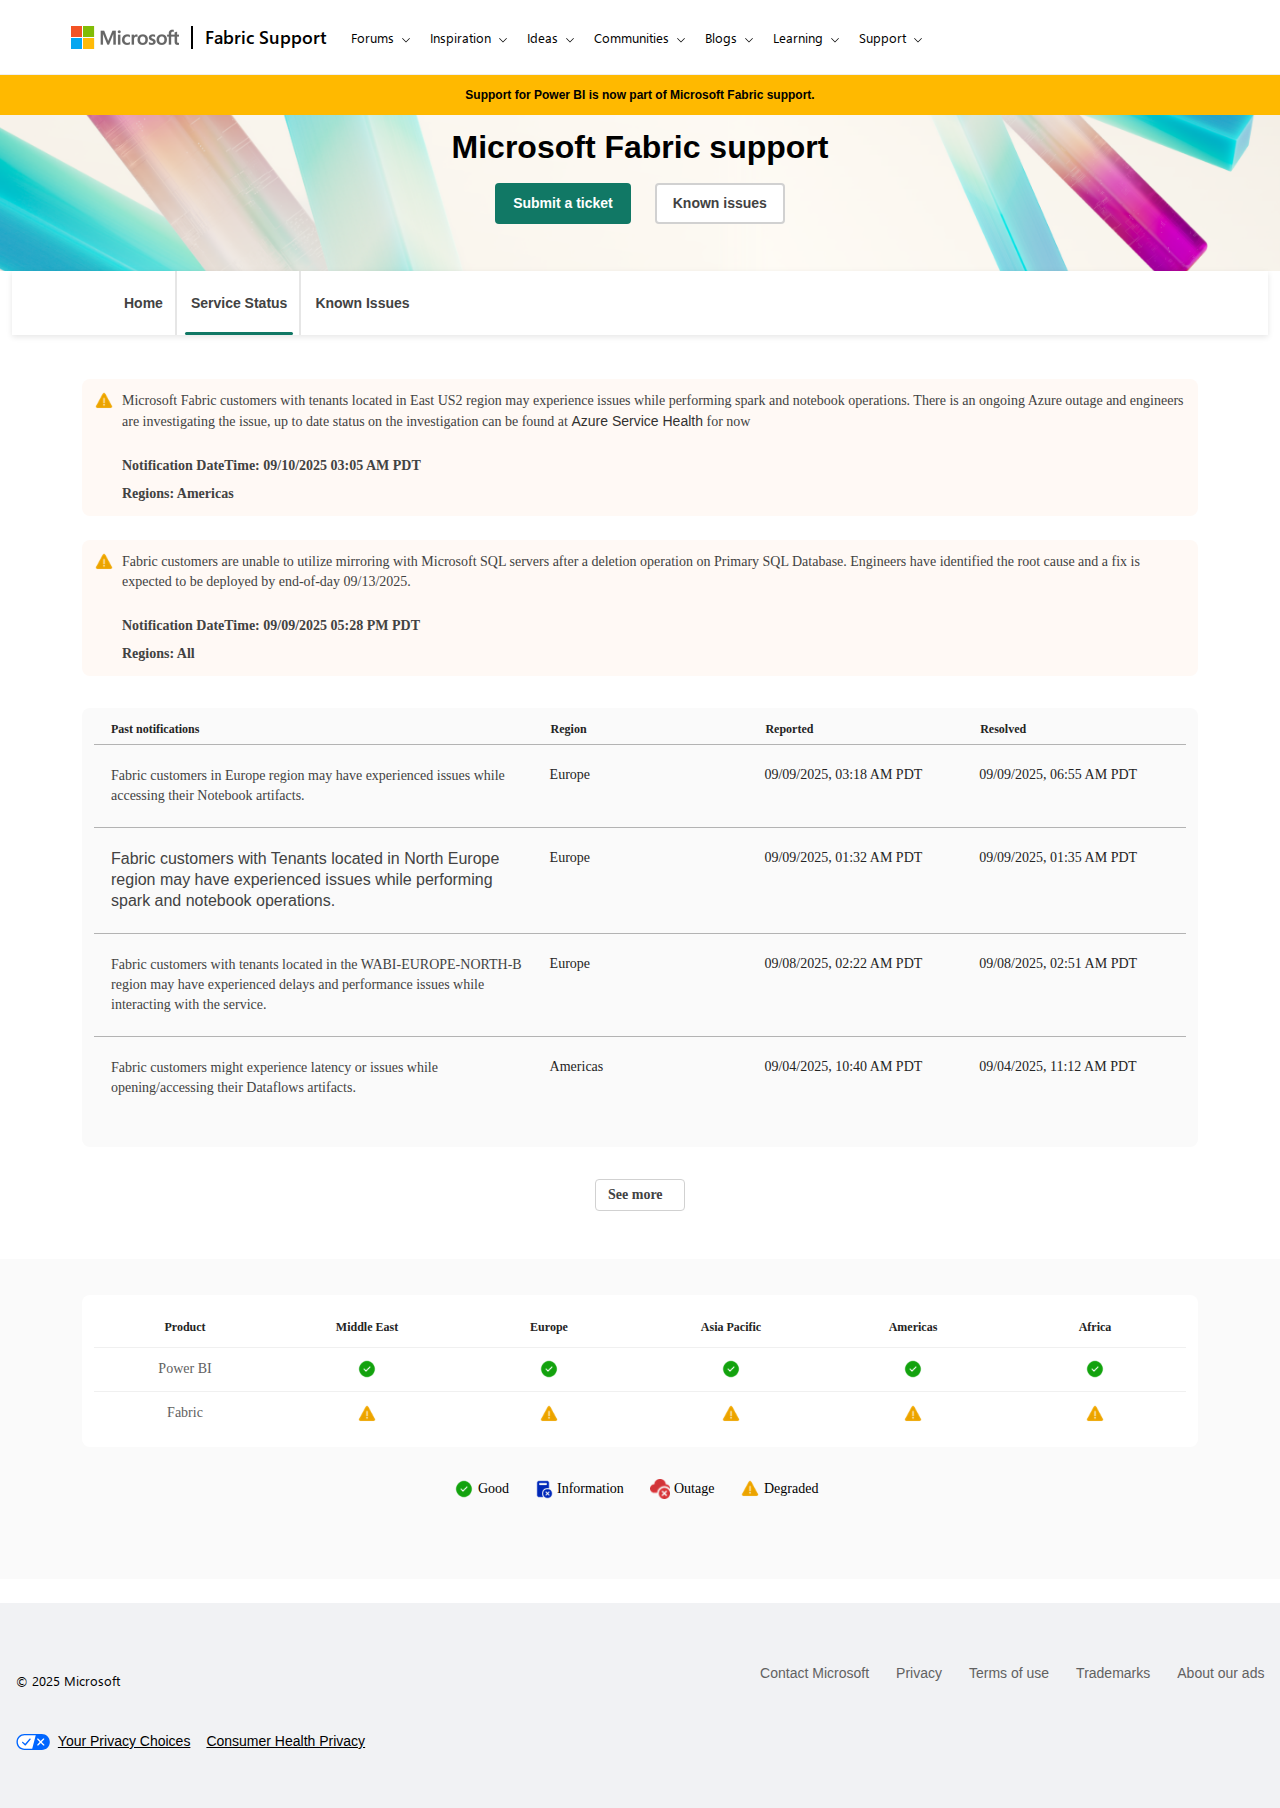 Microsoft
Fabric Support
Forums
Inspiration
Ideas
Communities
Blogs
Learning
Support
Support for Power BI is now part of Microsoft Fabric support.
Microsoft Fabric support
Submit a ticket
Known issues
Home
Service Status
Known Issues
Microsoft Fabric customers with tenants located in East US2 region may experience issues while performing spark and notebook operations. There is an ongoing Azure outage and engineers
are investigating the issue, up to date status on the investigation can be found at Azure Service Health for now
Notification DateTime: 09/10/2025 03:05 AM PDT
Regions: Americas
Fabric customers are unable to utilize mirroring with Microsoft SQL servers after a deletion operation on Primary SQL Database. Engineers have identified the root cause and a fix is
expected to be deployed by end-of-day 09/13/2025.
Notification DateTime: 09/09/2025 05:28 PM PDT
Regions: All
Past notifications Region Reported Resolved
Fabric customers in Europe region may have experienced issues while
accessing their Notebook artifacts.
Europe 09/09/2025, 03:18 AM PDT 09/09/2025, 06:55 AM PDT
Fabric customers with Tenants located in North Europe
region may have experienced issues while performing
spark and notebook operations.
Europe 09/09/2025, 01:32 AM PDT 09/09/2025, 01:35 AM PDT
Fabric customers with tenants located in the WABI-EUROPE-NORTH-B
region may have experienced delays and performance issues while
interacting with the service.
Europe 09/08/2025, 02:22 AM PDT 09/08/2025, 02:51 AM PDT
Fabric customers might experience latency or issues while
opening/accessing their Dataflows artifacts.
Americas 09/04/2025, 10:40 AM PDT 09/04/2025, 11:12 AM PDT
See more
Product Middle East Europe Asia Pacific Americas Africa
Power BI
Fabric
Good Information Outage Degraded
© 2025 Microsoft
Contact Microsoft Privacy Terms of use Trademarks About our ads
Your Privacy Choices Consumer Health Privacy